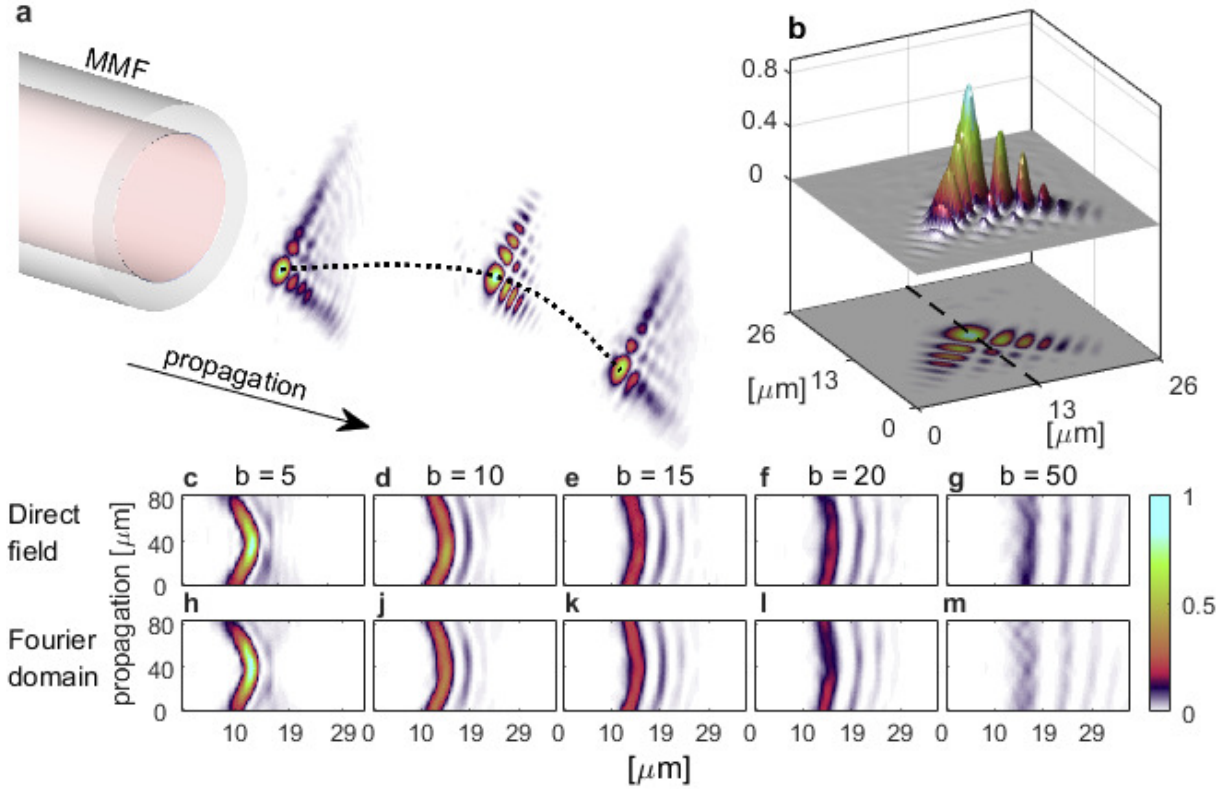 a
MMF
propagation
b
0.8
0.4
0
26
[μm] 13
0
0
13
[μm]
26
c b = 5 d b = 10 e b = 15 f b = 20 g b = 50
Direct
field
propagation [μm]
80
40
0
1
0.5
0
h j k l m
Fourier
domain
propagation [μm]
80
40
0
10 19 29 0 10 19 29 0 10 19 29 0 10 19 29 0 10 19 29
[μm]